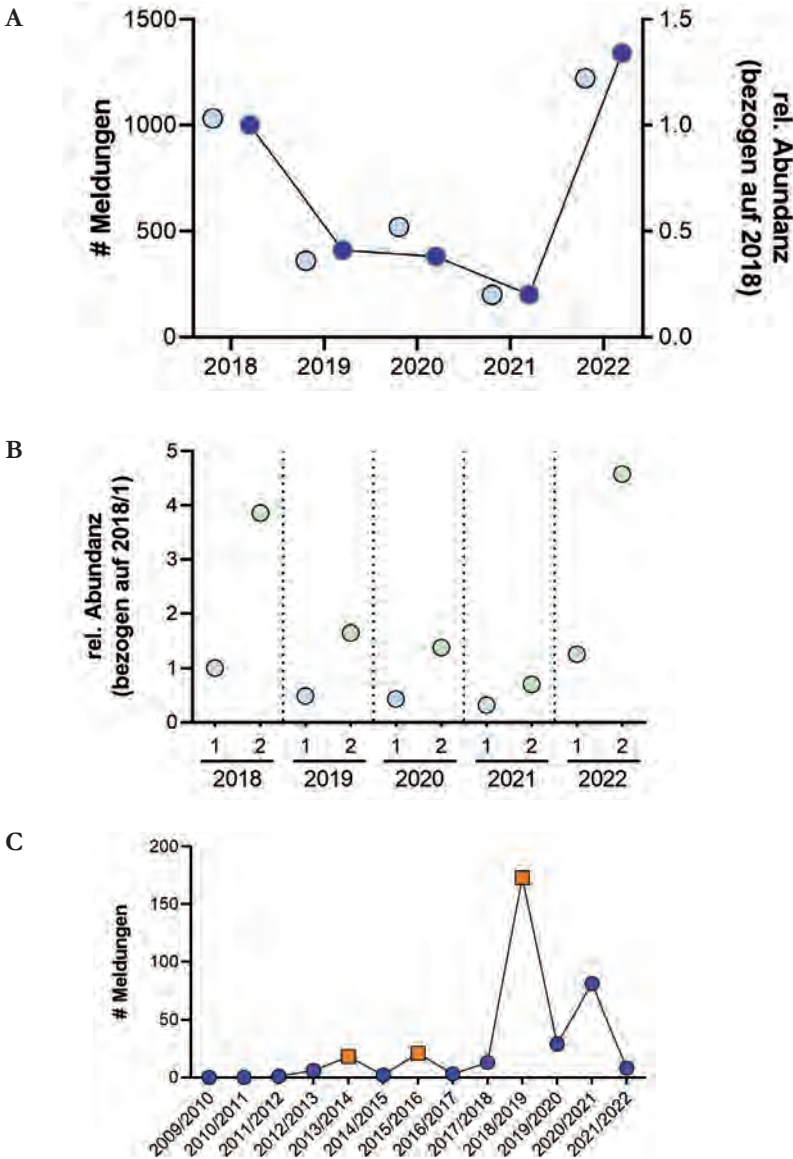 A
1500
1000
500
0
# Meldungen
1.5
1.0
0.5
0.0
rel. Abundanz
(bezogen auf 2018)
2018 2019 2020 2021 2022
B
5
4
3
2
1
0
rel. Abundanz
(bezogen auf 2018/1)
1 2 1 2 1 2 1 2 1 2
2018 2019 2020 2021 2022
C
200
150
100
50
0
# Meldungen
2009/2010
2010/2011
2011/2012
2012/2013
2013/2014
2014/2015
2015/2016
2016/2017
2017/2018
2018/2019
2019/2020
2020/2021
2021/2022